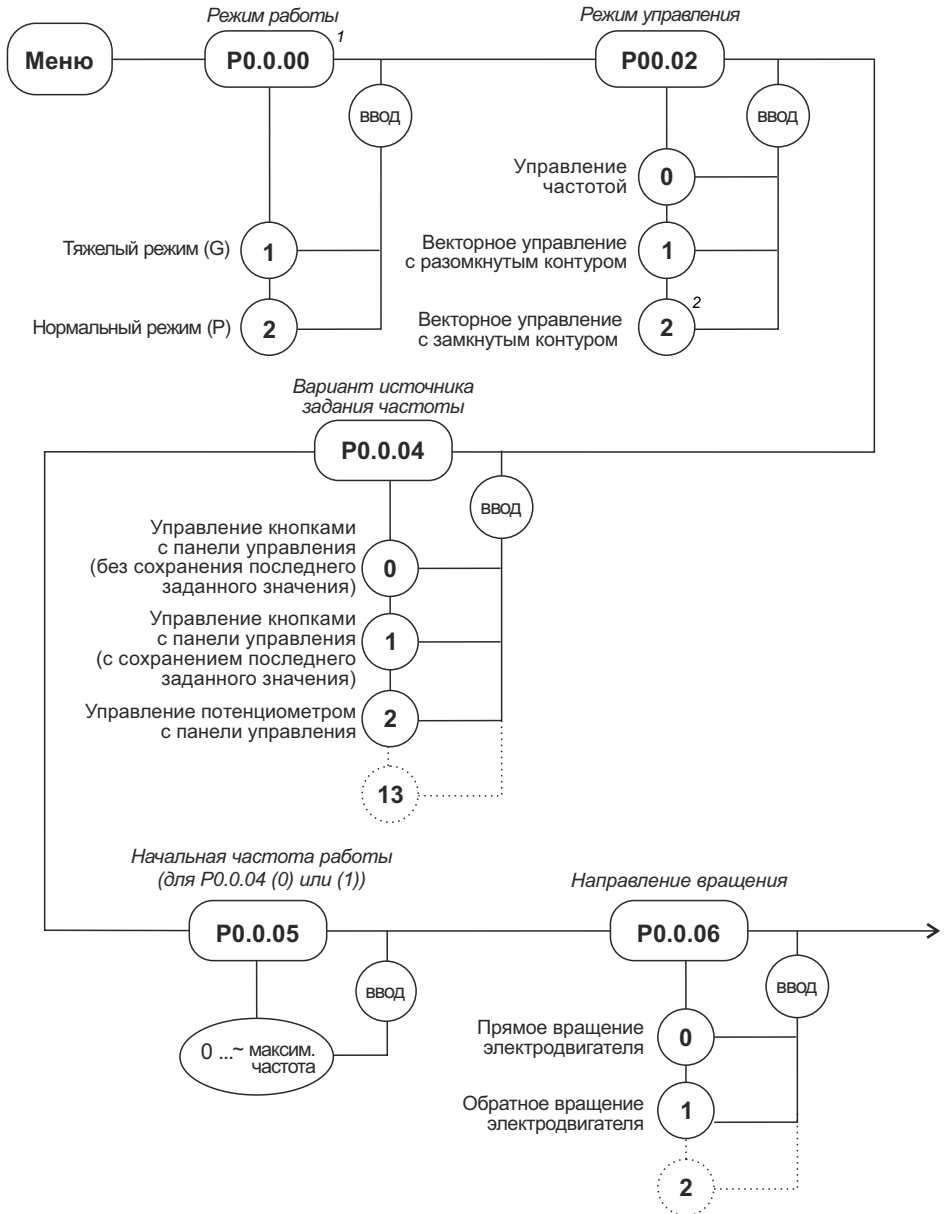 Режим работы
Режим управления
Меню
P0.0.00
1
P00.02
ВВОД
ВВОД
Управление
частотой
0
Тяжелый режим (G)
1
Векторное управление
с разомкнутым контуром
1
Нормальный режим (P)
2
Векторное управление
с замкнутым контуром
2
2
Вариант источника
задания частоты
P0.0.04
ВВОД
Управление кнопками
с панели управления
(без сохранения последнего
заданного значения)
0
Управление кнопками
с панели управления
(с сохранением последнего
заданного значения)
1
Управление потенциометром
с панели управления
2
13
Начальная частота работы
(для P0.0.04 (0) или (1))
Направление вращения
P0.0.05
P0.0.06
ВВОД
ВВОД
0 ...~ максим.
частота
Прямое вращение
электродвигателя
0
Обратное вращение
электродвигателя
1
2